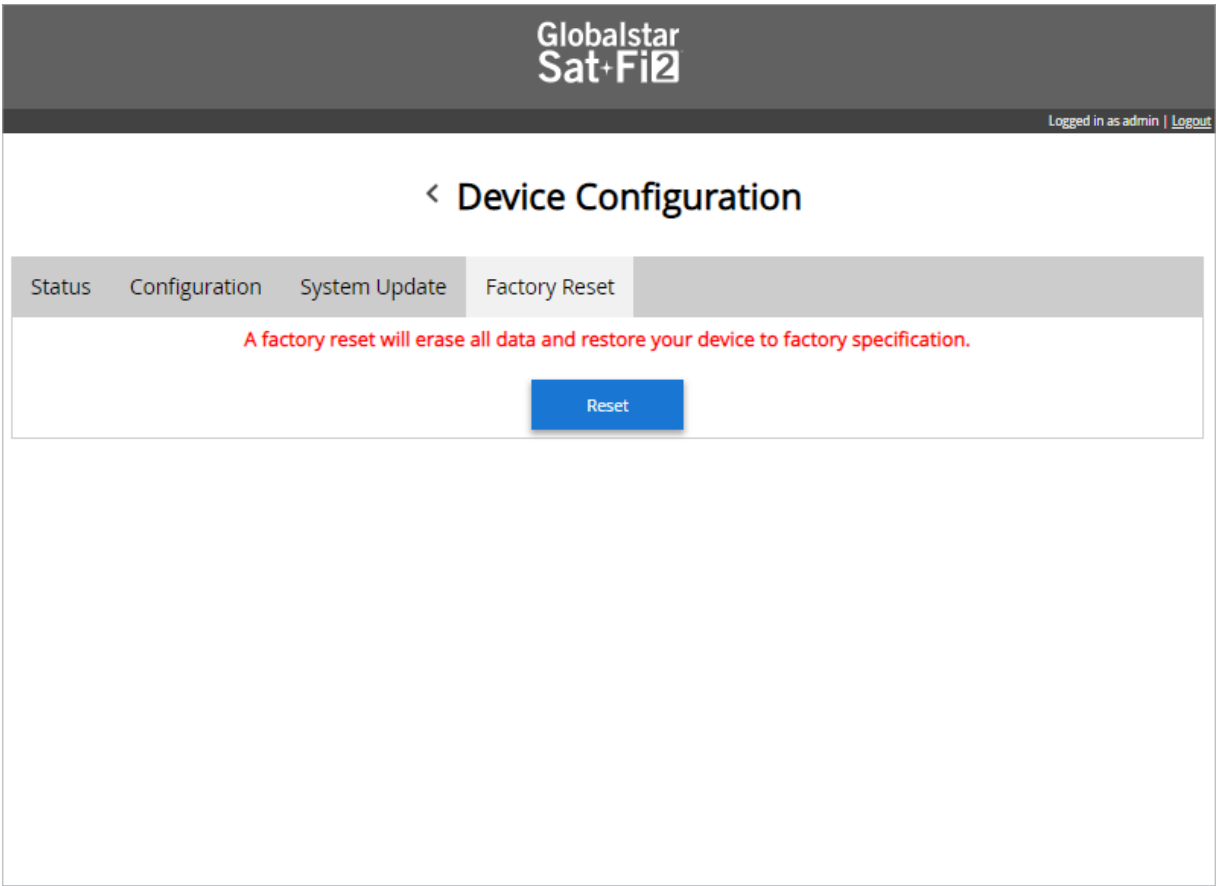 Globalstar
Sat+Fi2
Logged in as admin | Logout
< Device Configuration
Status Configuration System Update Factory Reset
A factory reset will erase all data and restore your device to factory specification.
Reset